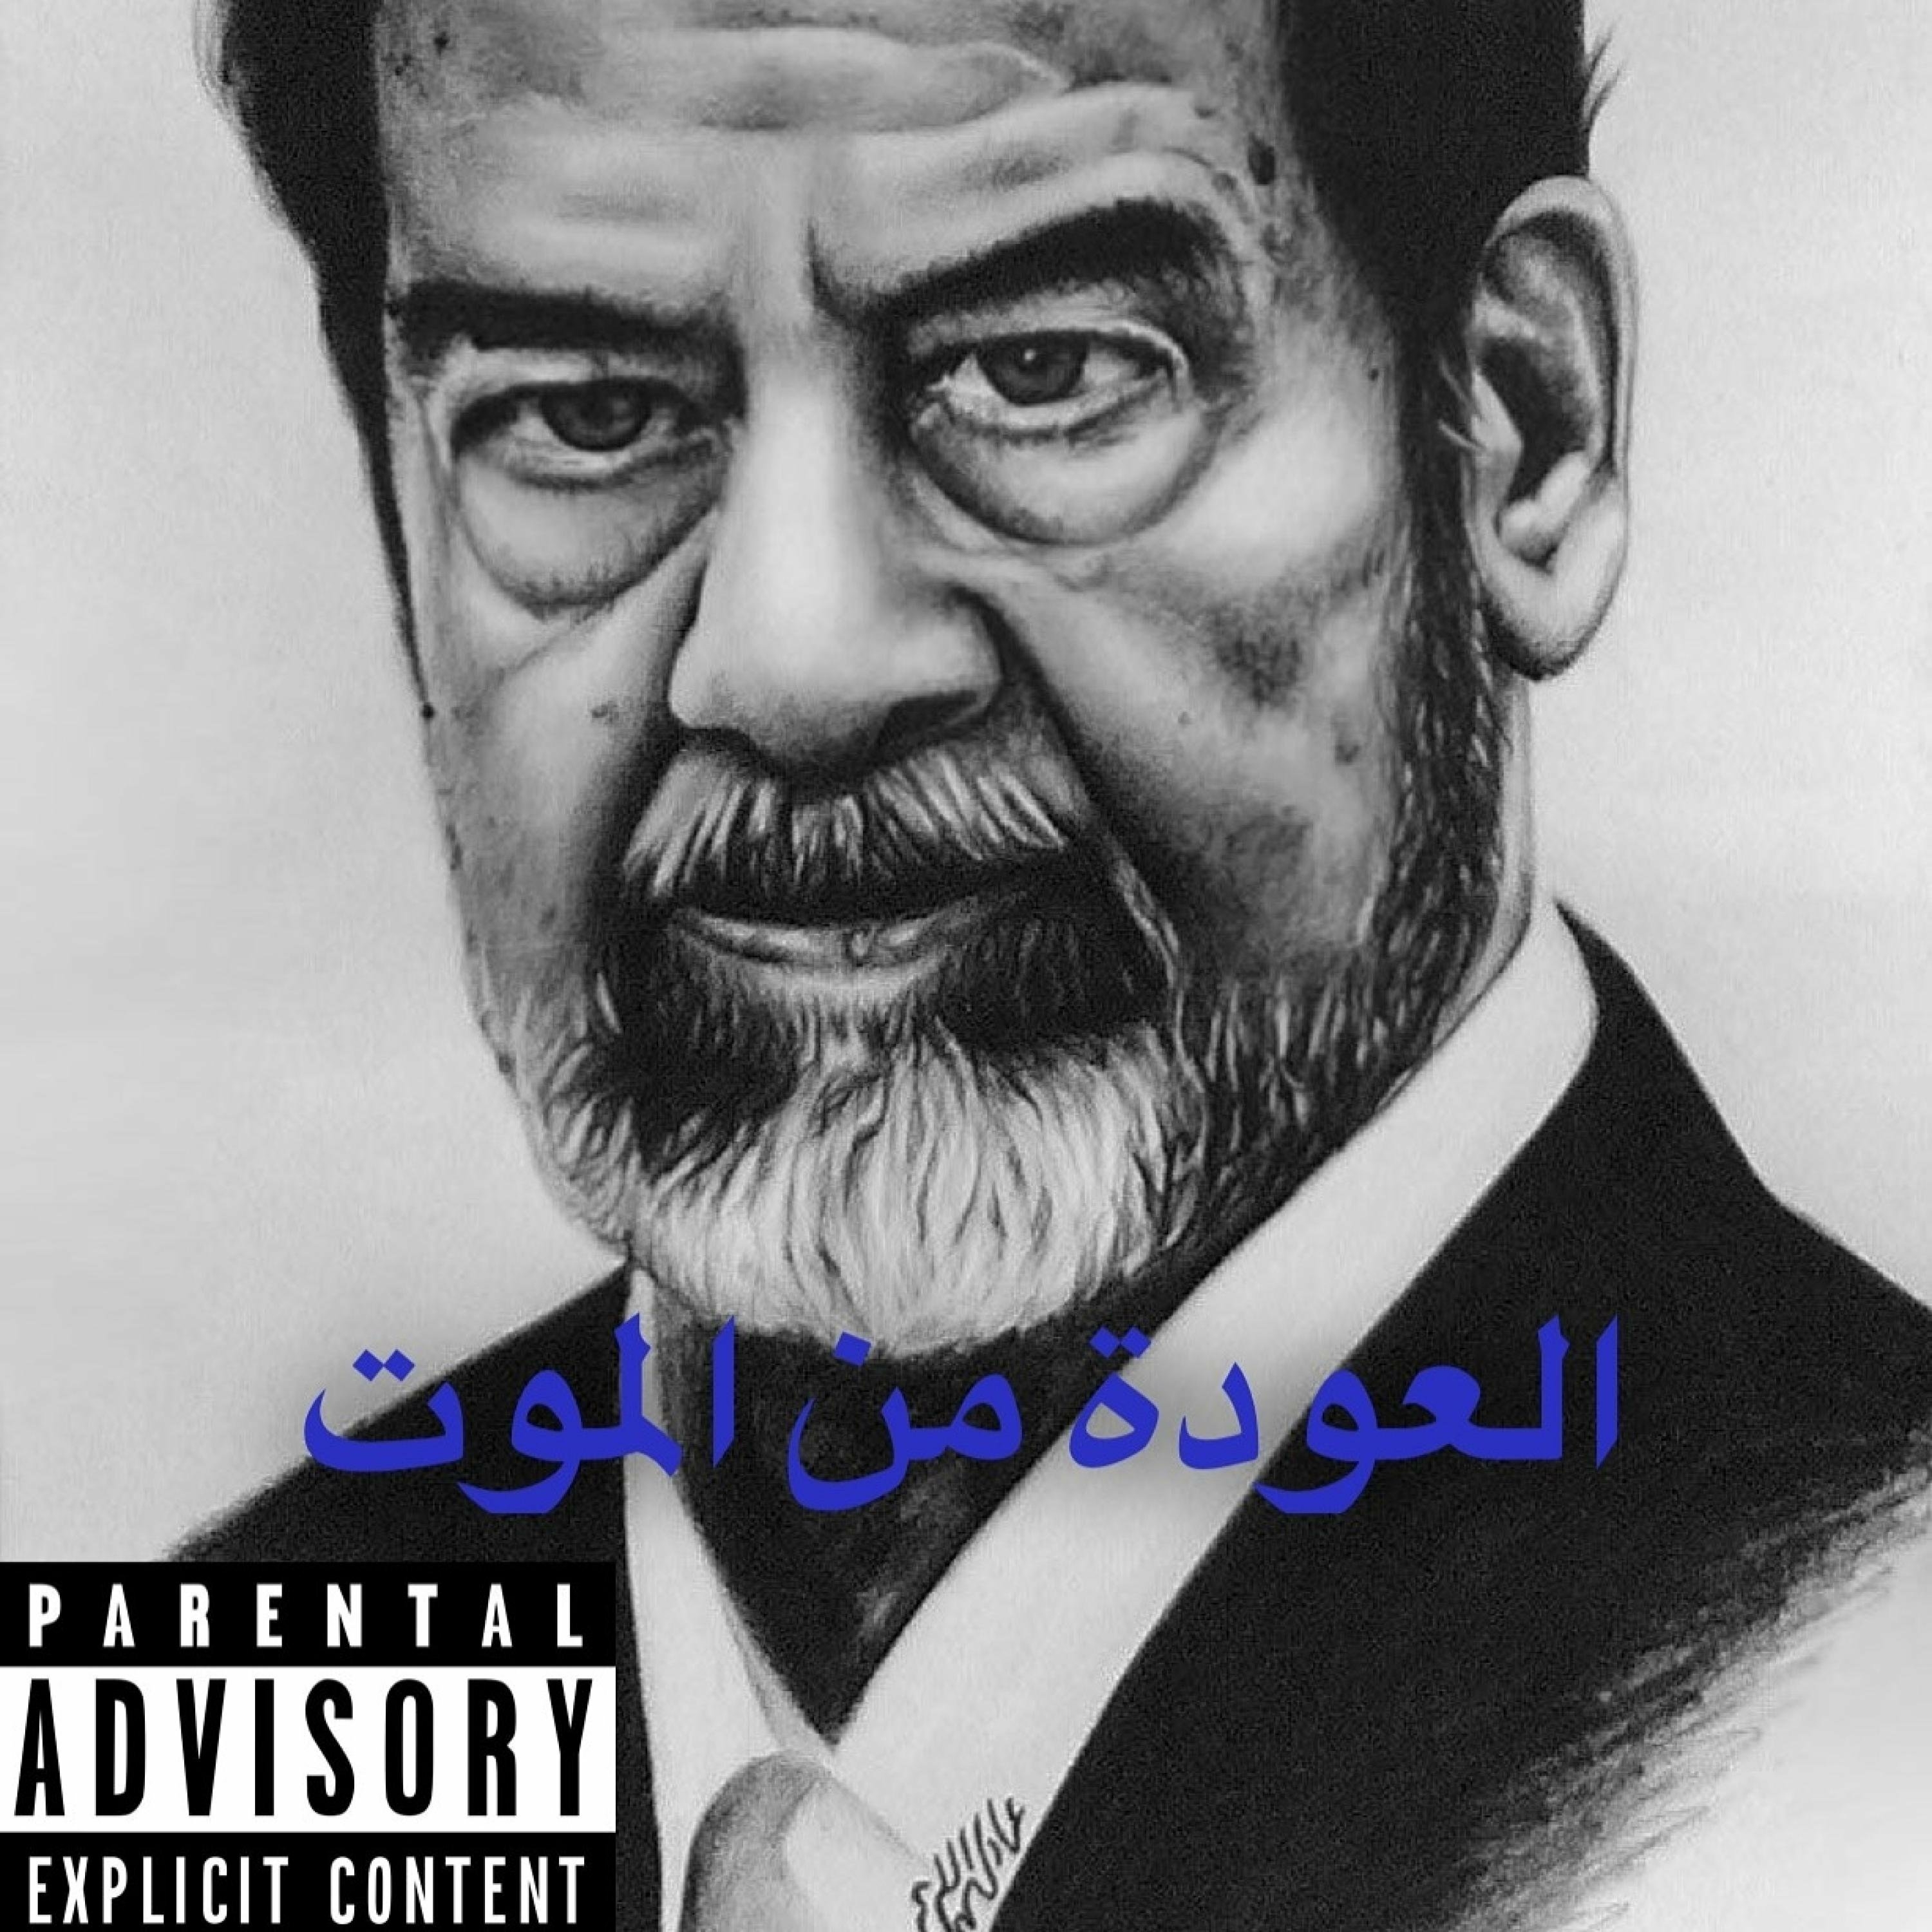 العودة من الموت
PARENTAL
ADVISORY
EXPLICIT CONTENT